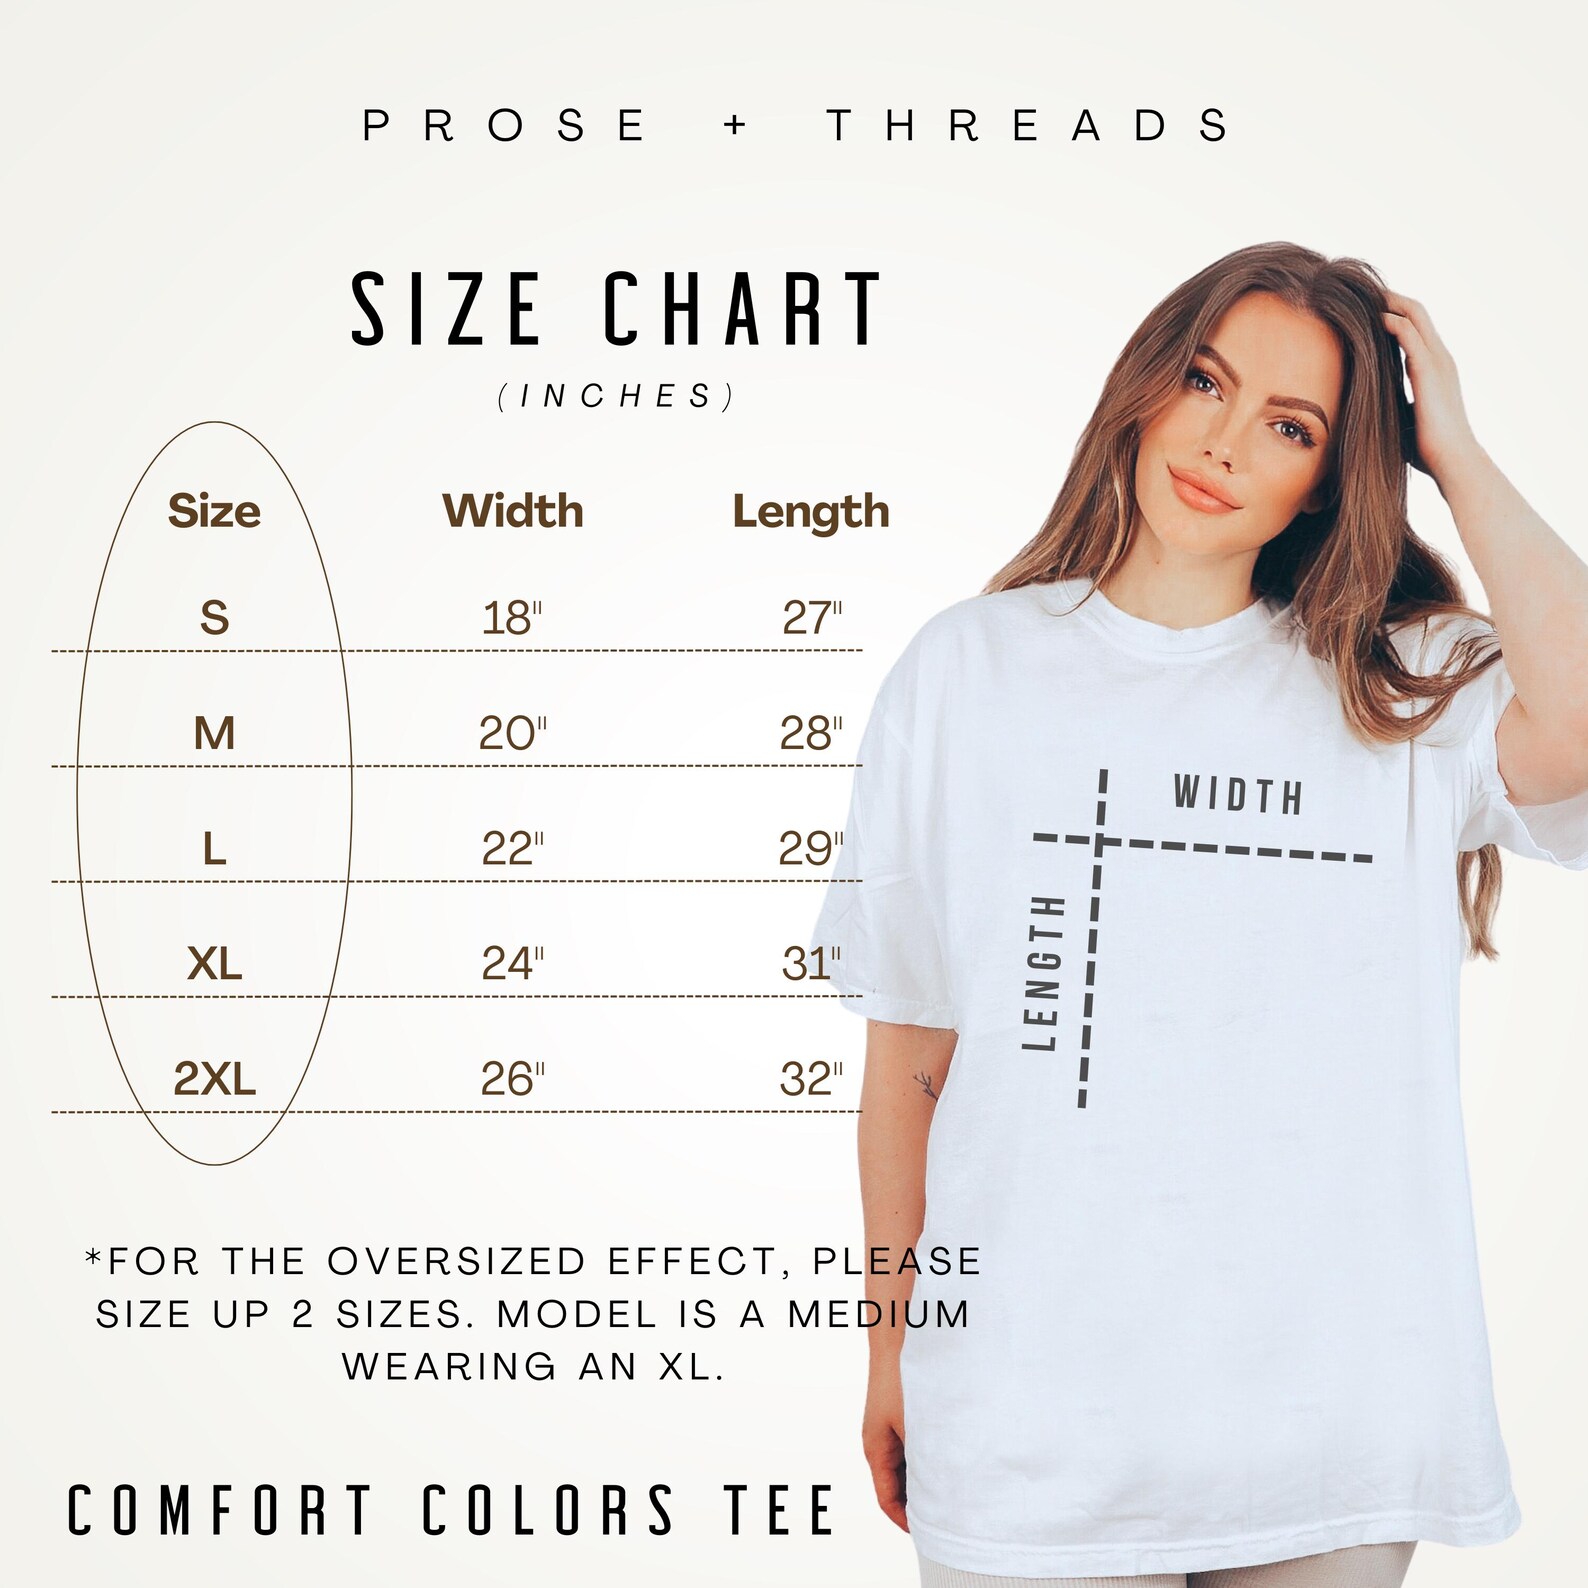 PROSE + THREADS
SIZE CHART
(INCHES)
Size Width Length
S 18" 27"
M 20" 28"
L 22" 29"
XL 24" 31"
2XL 26" 32"
WIDTH
LENGTH
*FOR THE OVERSIZED EFFECT, PLEASE
SIZE UP 2 SIZES. MODEL IS A MEDIUM
WEARING AN XL.
COMFORT COLORS TEE